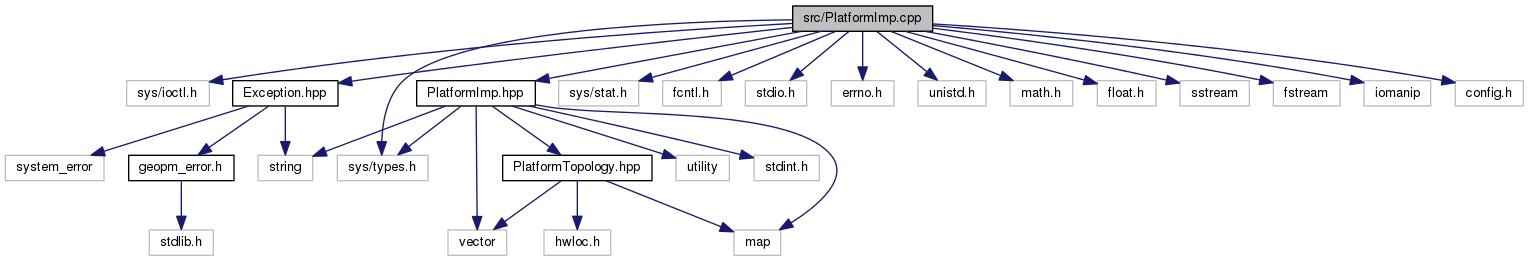 src/PlatformImp.cpp
sys/ioctl.h
Exception.hpp
PlatformImp.hpp
sys/stat.h
fcntl.h
stdio.h
errno.h
unistd.h
math.h
float.h
sstream
fstream
iomanip
config.h
system_error
geopm_error.h
string
sys/types.h
PlatformTopology.hpp
utility
stdint.h
stdlib.h
vector
hwloc.h
map